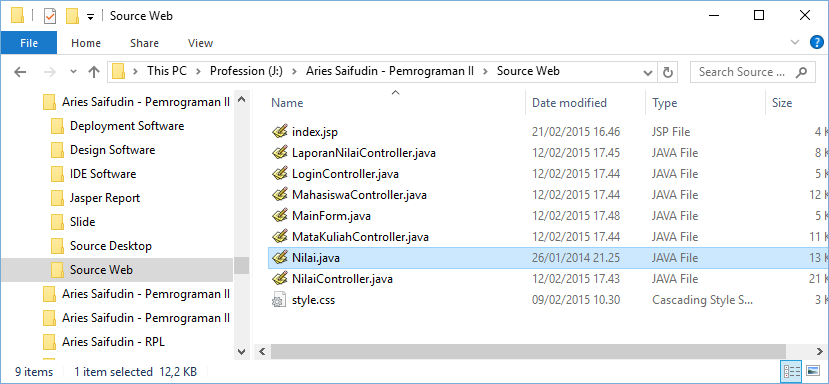 Source Web
File Home Share View
This PC Profession (J:) Aries Saifudin - Pemrograman II Source Web Search Source ...
Aries Saifudin - Pemrograman II
Deployment Software
Design Software
IDE Software
Jasper Report
Slide
Source Desktop
Source Web
Aries Saifudin - Pemrograman II
Aries Saifudin - Pemrograman II
Aries Saifudin - RPL
Name Date modified Type Size
index.jsp 21/02/2015 16.46 JSP File 4 K
LaporanNilaiController.java 12/02/2015 17.45 JAVA File 8 K
LoginController.java 12/02/2015 17.44 JAVA File 5 K
MahasiswaController.java 12/02/2015 17.44 JAVA File 12 K
MainForm.java 12/02/2015 17.48 JAVA File 5 K
MataKuliahController.java 12/02/2015 17.44 JAVA File 11 K
Nilai.java 26/01/2014 21.25 JAVA File 13 K
NilaiController.java 12/02/2015 17.43 JAVA File 21 K
style.css 09/02/2015 10.30 Cascading Style S... 3 K
9 items 1 item selected 12,2 KB